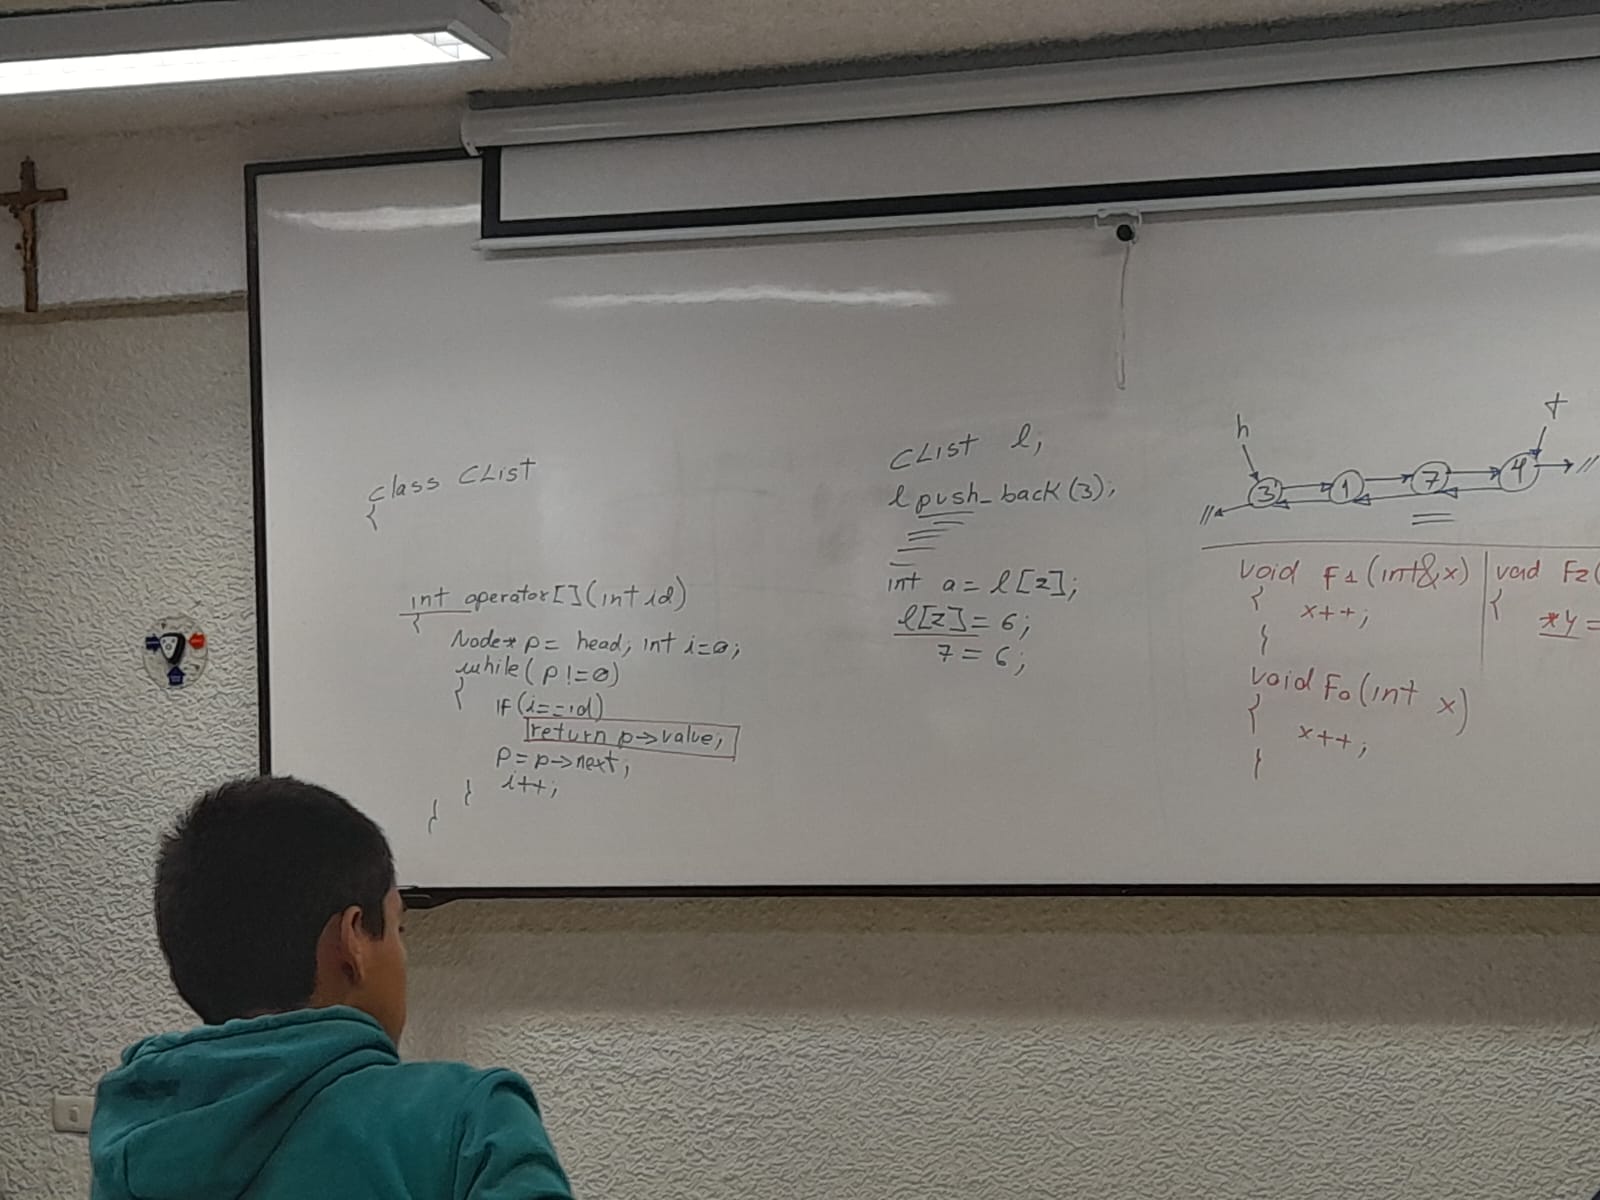 class CList
{
int operator[](int id)
{
Node* p = head; int i=0;
while( p != 0)
{
if (i==id)
return p->value;
p = p->next;
i++;
}
}
CList l;
l push_back(3);
int a = l[2];
l[2] = 6;
7 = 6;
h t
3 1 7 4 //
//
void F1 (int&x)
{
x++;
}
void F0 (int x)
{
x++;
}
void F2(
{
*y =